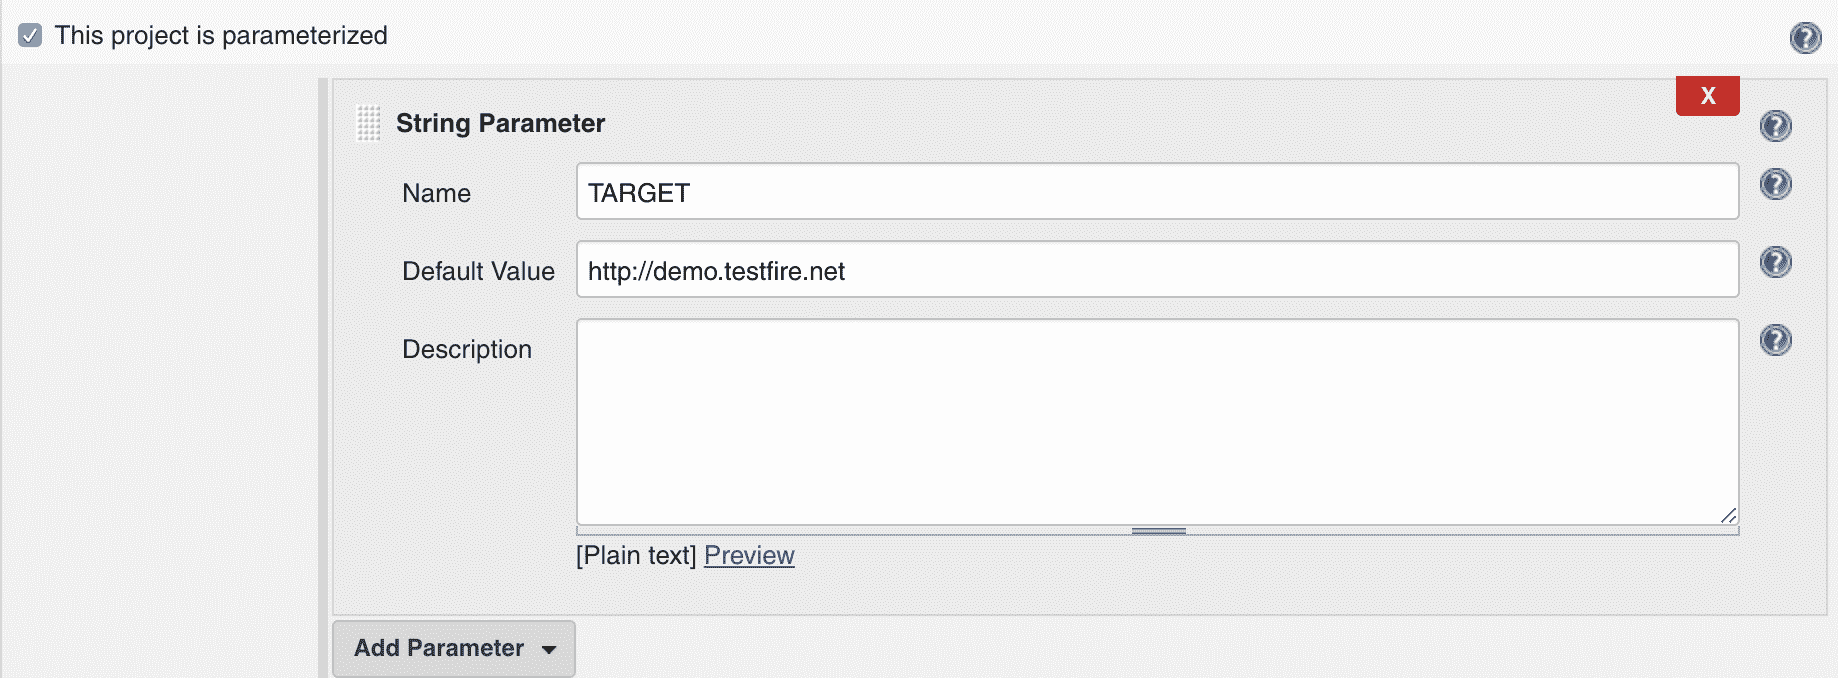 This project is parameterized
?
X
String Parameter
?
Name
TARGET
?
Default Value
http://demo.testfire.net
?
Description
?
[Plain text] Preview
Add Parameter